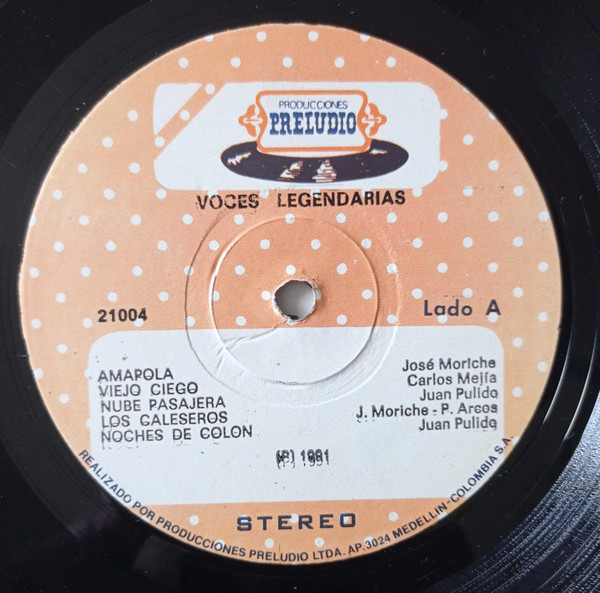 PRODUCCIONES
PRELUDIO
VOCES LEGENDARIAS
21004
Lado A
AMAPOLA
VIEJO CIEGO
NUBE PASAJERA
LOS CALESEROS
NOCHES DE COLON
José Moriche
Carlos Mejía
Juan Pulido
J. Moriche - P. Arcos
Juan Pulido
(P) 1991
STEREO
REALIZADO POR PRODUCCIONES PRELUDIO LTDA. AP. 3024 MEDELLIN-COLOMBIA S.A.